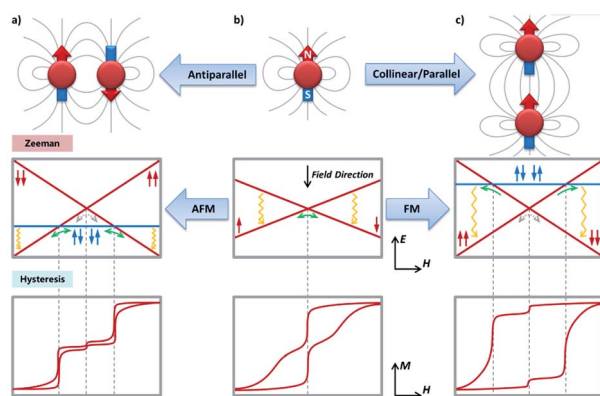 a)
b)
c)
N
S
Antiparallel
Collinear/Parallel
Zeeman
Field Direction
AFM
FM
E
H
Hysteresis
M
H